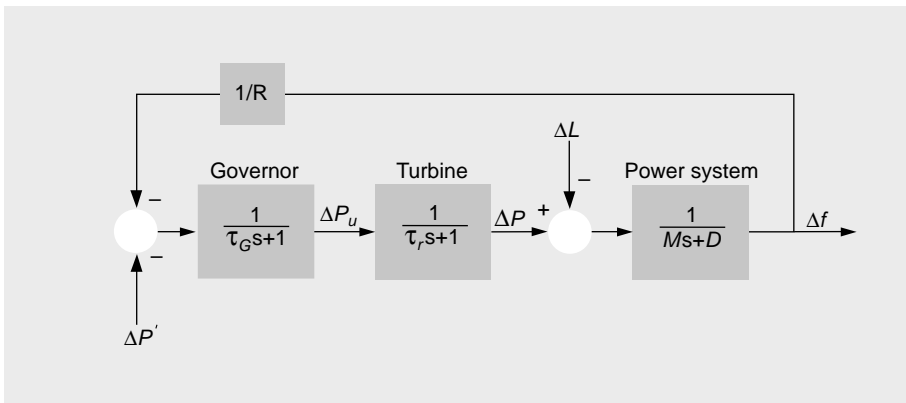 1/R
ΔL
−
Governor
Turbine
Power system
−
1
τGs+1
ΔPu
1
τrs+1
ΔP
+
1
Ms+D
Δf
−
ΔP'